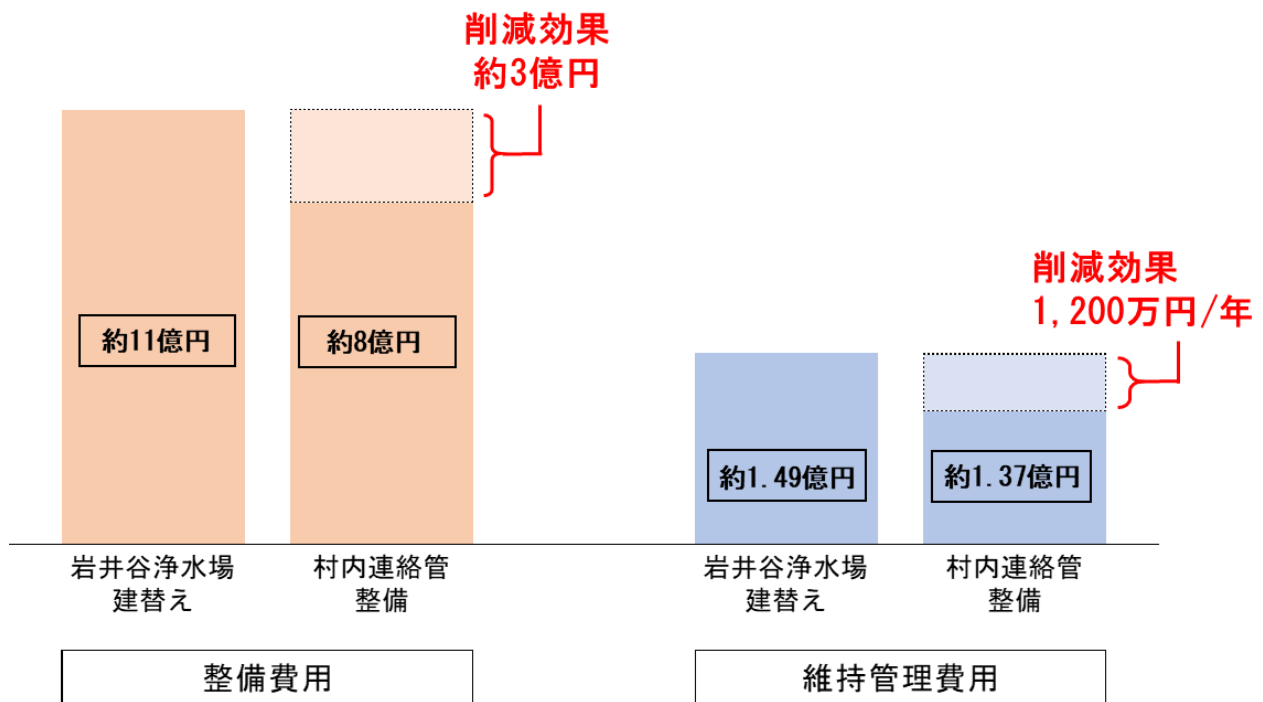 削減効果
約3億円
約11億円
約8億円
削減効果
1,200万円/年
約1.49億円
約1.37億円
岩井谷浄水場
建替え
村内連絡管
整備
岩井谷浄水場
建替え
村内連絡管
整備
整備費用
維持管理費用